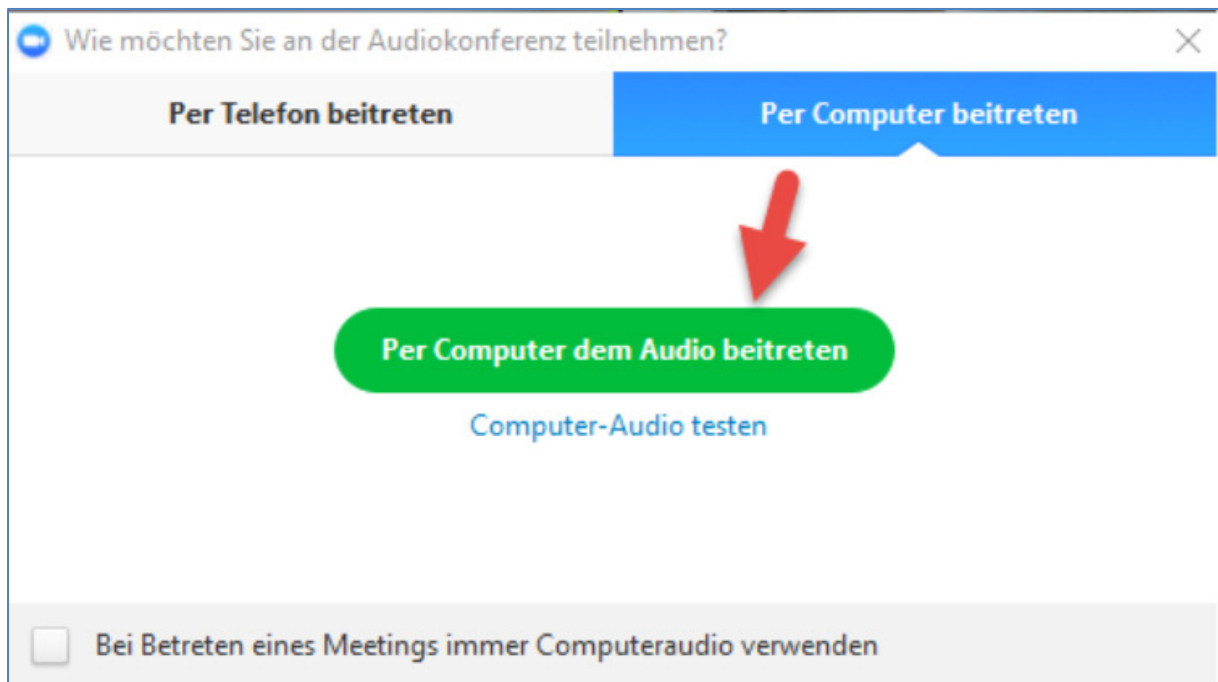 Wie möchten Sie an der Audiokonferenz teilnehmen?
Per Telefon beitreten
Per Computer beitreten
Per Computer dem Audio beitreten
Computer-Audio testen
Bei Betreten eines Meetings immer Computeraudio verwenden